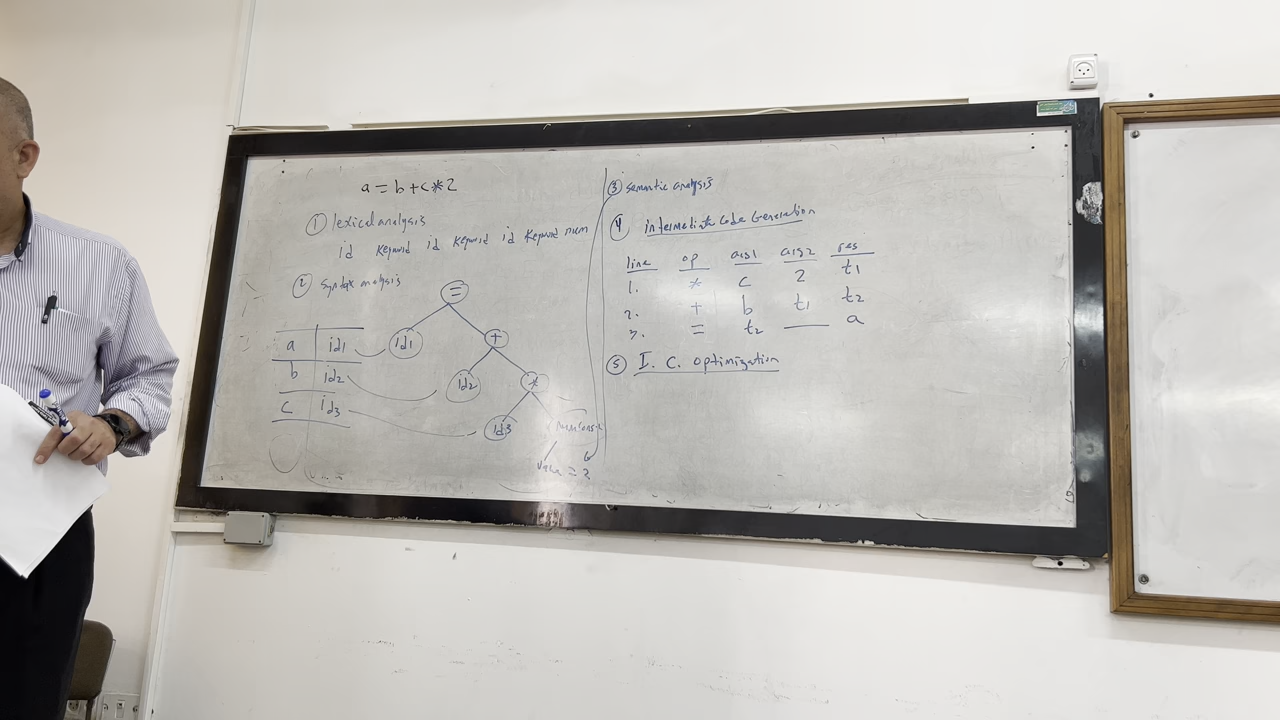 a = b + c * 2
① lexical analysis
id keyword id keyword id keyword num
② syntax analysis
=
id1 +
id2 *
id3 numconst
value = 2
a id1
b id2
c id3
③ semantic analysis
④ intermediate Code Generation
line op arg1 arg2 res
1. * c 2 t1
2. + b t1 t2
3. = t2 — a
⑤ I. C. optimization